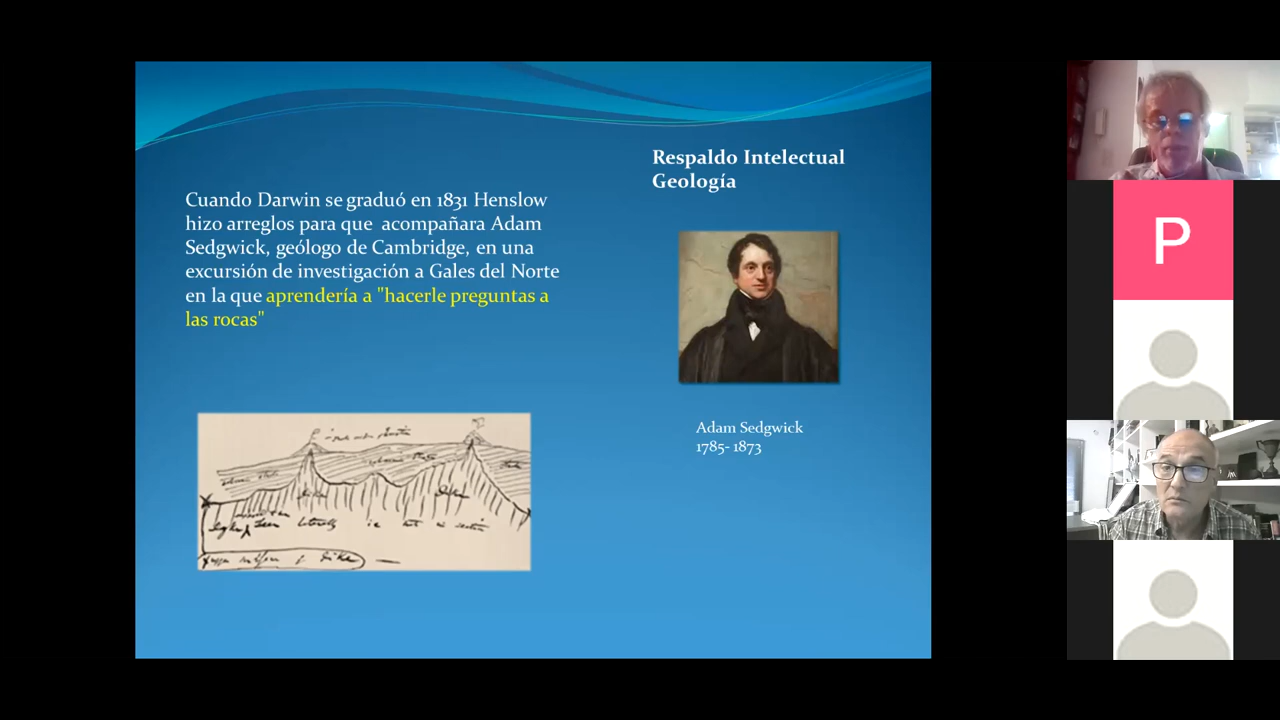 Respaldo Intelectual
Geología
Cuando Darwin se graduó en 1831 Henslow
hizo arreglos para que acompañara Adam
Sedgwick, geólogo de Cambridge, en una
excursión de investigación a Gales del Norte
en la que aprendería a "hacerle preguntas a
las rocas"
Adam Sedgwick
1785- 1873
P